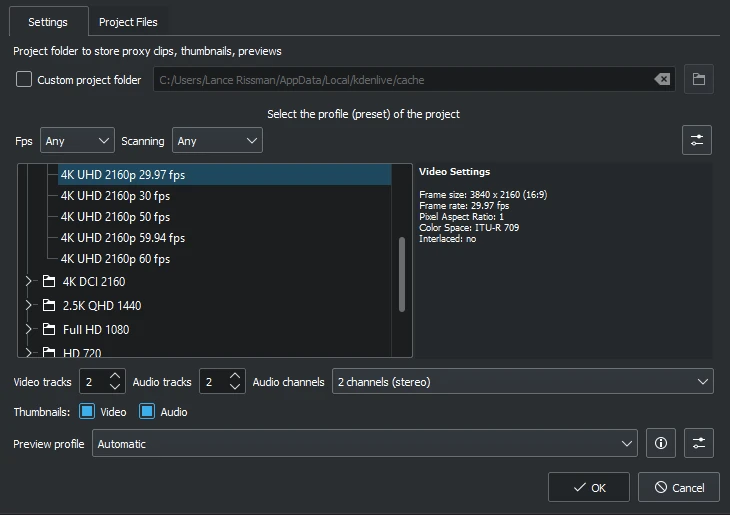 Settings
Project Files
Project folder to store proxy clips, thumbnails, previews
Custom project folder
C:/Users/Lance Rissman/AppData/Local/kdenlive/cache
Select the profile (preset) of the project
Fps Any Scanning Any
4K UHD 2160p 29.97 fps
4K UHD 2160p 30 fps
4K UHD 2160p 50 fps
4K UHD 2160p 59.94 fps
4K UHD 2160p 60 fps
4K DCI 2160
2.5K QHD 1440
Full HD 1080
HD 720
Video Settings
Frame size: 3840 x 2160 (16:9)
Frame rate: 29.97 fps
Pixel Aspect Ratio: 1
Color Space: ITU-R 709
Interlaced: no
Video tracks 2 Audio tracks 2 Audio channels 2 channels (stereo)
Thumbnails: Video Audio
Preview profile Automatic
OK Cancel